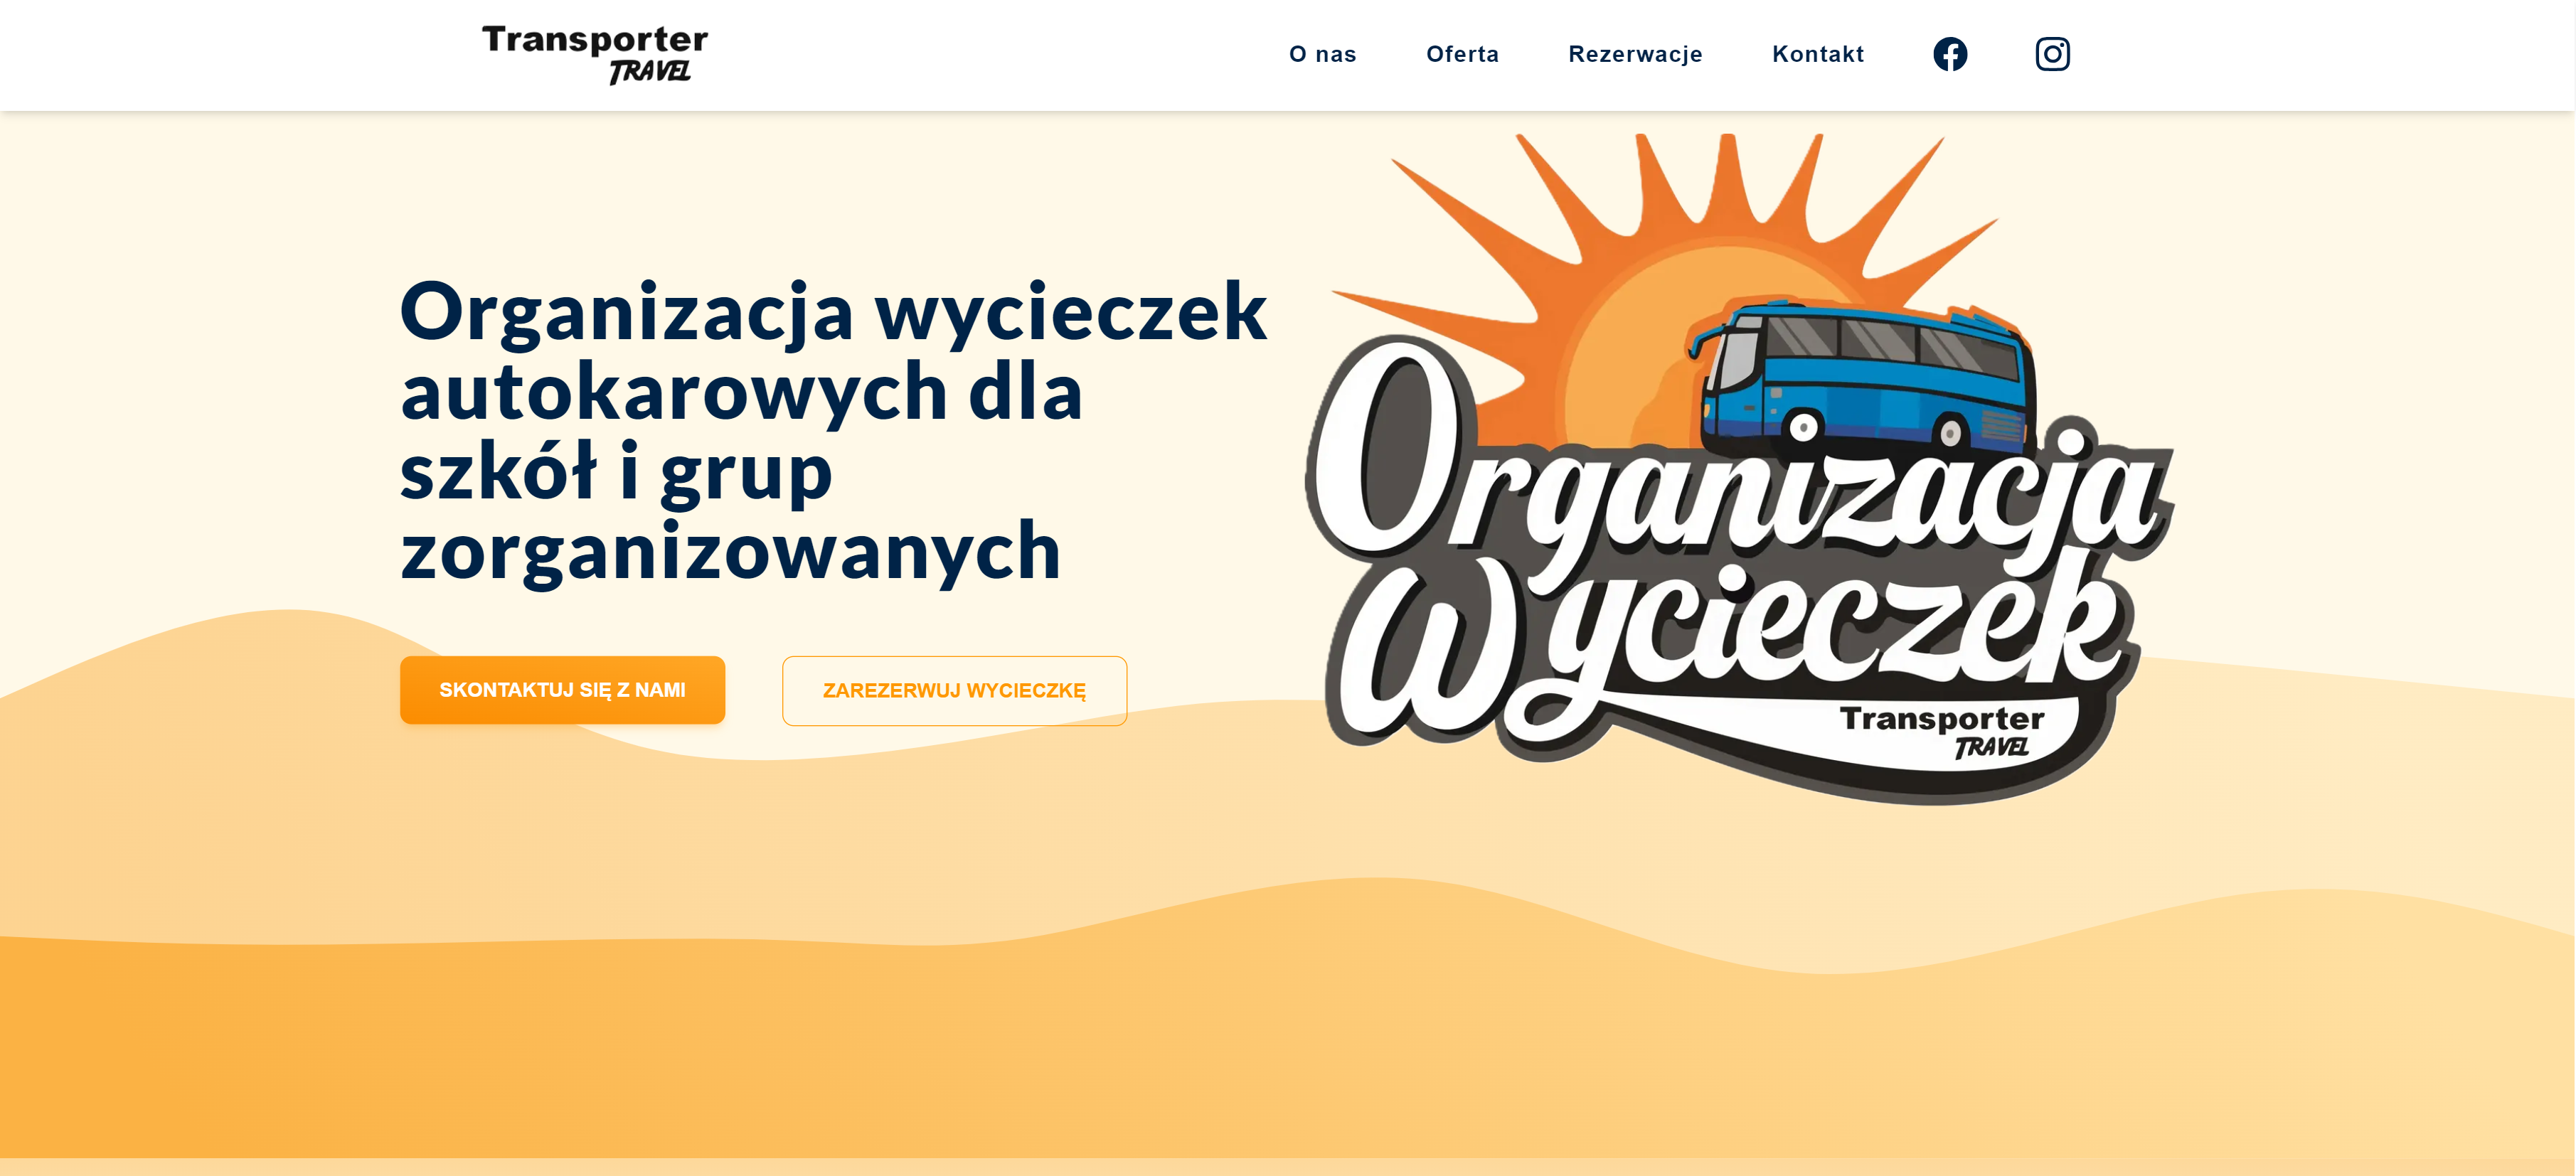 Transporter
TRAVEL
O nas
Oferta
Rezerwacje
Kontakt
Organizacja wycieczek
autokarowych dla
szkół i grup
zorganizowanych
SKONTAKTUJ SIĘ Z NAMI
ZAREZERWUJ WYCIECZKĘ
Organizacja
Wycieczek
Transporter
TRAVEL